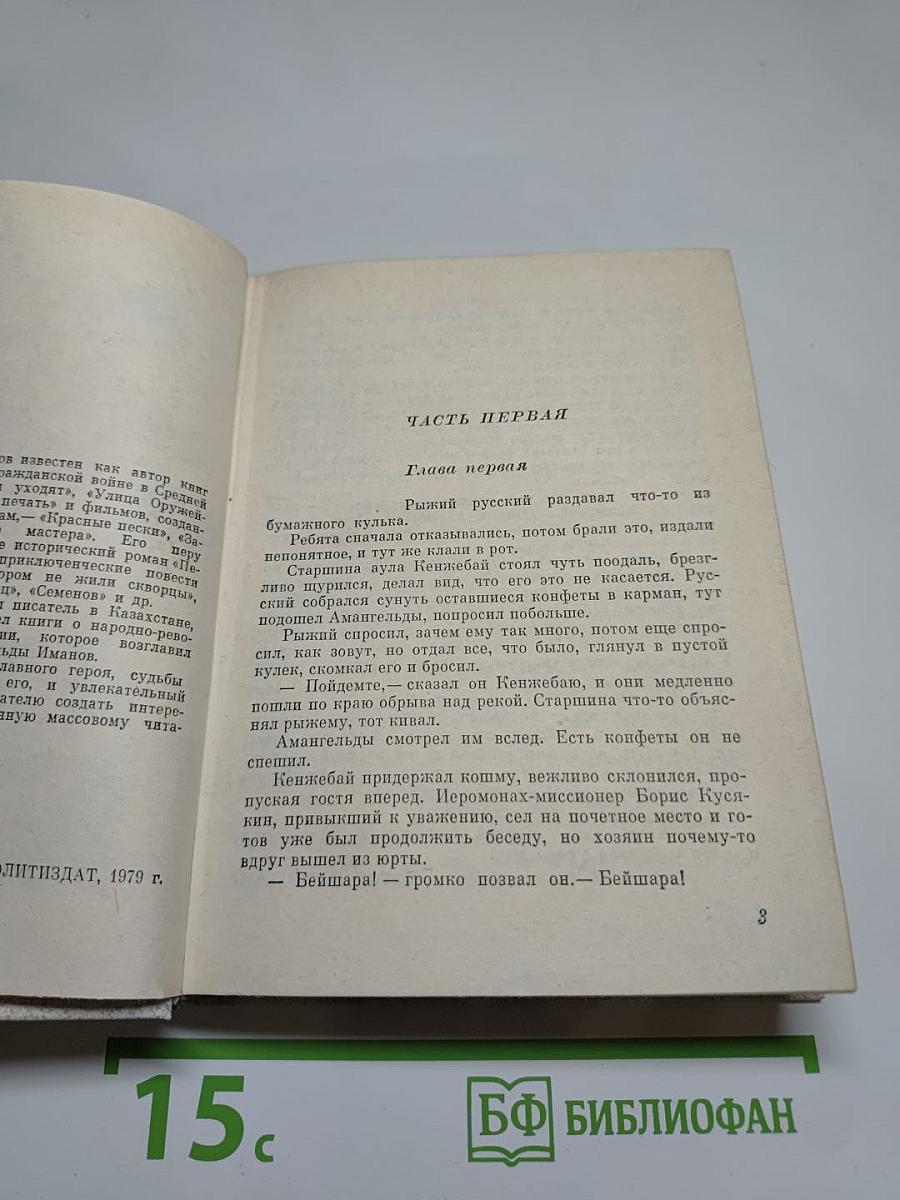 ов известен как автор книг
ражданской войне в Средней
и уходят», «Улица Оружей-
печать» и фильмов, создан-
ам,— «Красные пески», «За-
мастера». Его перу
е исторический роман «Пе-
приключенческие повести
ором не жили скворцы»,
ец», «Семенов» и др.
л писатель в Казахстане,
ел книги о народно-рево-
ии, которое возглавил
льды Иманов.
лавного героя, судьбы
его, и увлекательный
ателю создать интере-
нную массовому чита-
ОЛИТИЗДАТ, 1979 г.
ЧАСТЬ ПЕРВАЯ
Глава первая
Рыжий русский раздавал что-то из
бумажного кулька.
Ребята сначала отказывались, потом брали это, издали
непонятное, и тут же клали в рот.
Старшина аула Кенжебай стоял чуть поодаль, брезг-
ливо щурился, делал вид, что его это не касается. Рус-
ский собрался сунуть оставшиеся конфеты в карман, тут
подошел Амангельды, попросил побольше.
Рыжий спросил, зачем ему так много, потом еще спро-
сил, как зовут, но отдал все, что было, глянул в пустой
кулек, скомкал его и бросил.
— Пойдемте,— сказал он Кенжебаю, и они медленно
пошли по краю обрыва над рекой. Старшина что-то объяс-
нял рыжему, тот кивал.
Амангельды смотрел им вслед. Есть конфеты он не
спешил.
Кенжебай придержал кошму, вежливо склонился, про-
пуская гостя вперед. Иеромонах-миссионер Борис Куся-
кин, привыкший к уважению, сел на почетное место и го-
тов уже был продолжить беседу, но хозяин почему-то
вдруг вышел из юрты.
— Бейшара! — громко позвал он.— Бейшара!
3
15 с
БФ БИБЛИОФАН